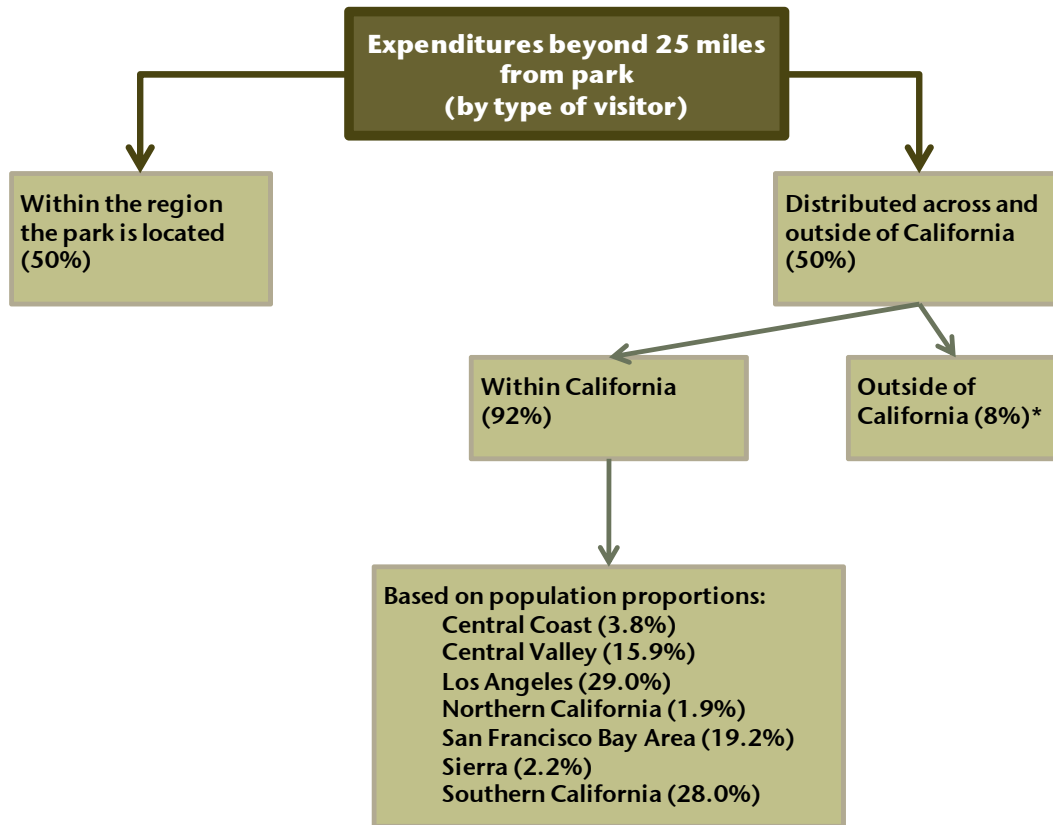 Expenditures beyond 25 miles
from park
(by type of visitor)
Within the region
the park is located
(50%)
Distributed across and
outside of California
(50%)
Within California
(92%)
Outside of
California (8%)*
Based on population proportions:
Central Coast (3.8%)
Central Valley (15.9%)
Los Angeles (29.0%)
Northern California (1.9%)
San Francisco Bay Area (19.2%)
Sierra (2.2%)
Southern California (28.0%)